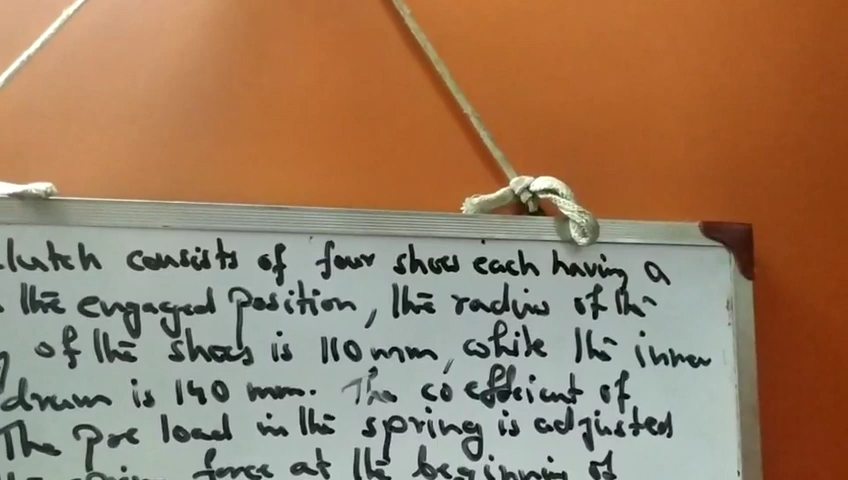 clutch consists of four shoes each having a
the engaged position, the radius of the
of the shoes is 110 mm, while the inner
drum is 140 mm. The coefficient of
The pre load in the spring is adjusted
force at the beginning of